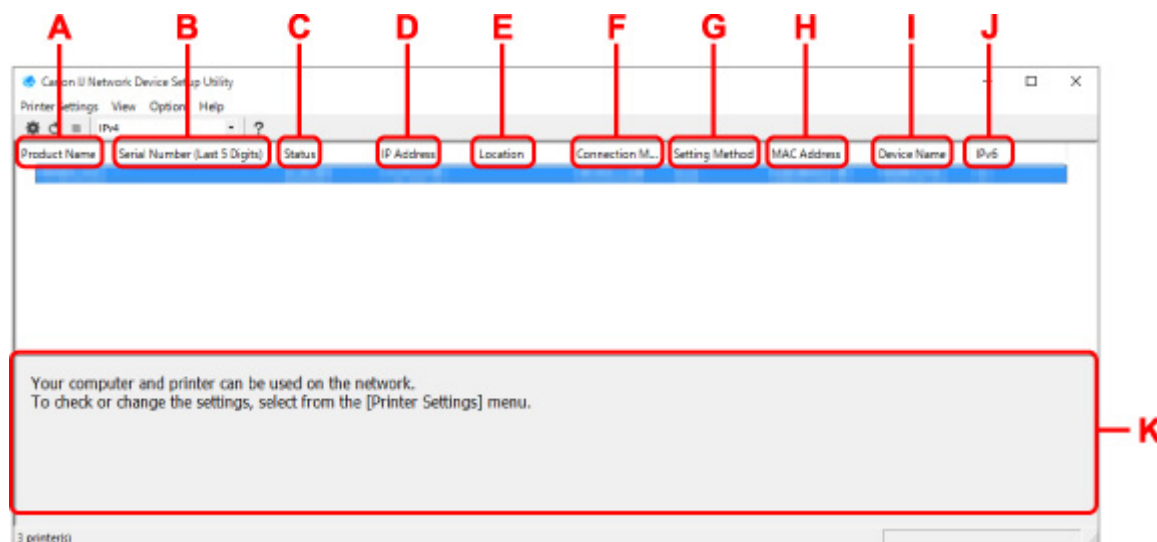 A B C D E F G H I J
Canon IJ Network Device Setup Utility
Printer Settings View Option Help
IPv4 ?
Product Name Serial Number (Last 5 Digits) Status IP Address Location Connection M... Setting Method MAC Address Device Name IPv6
Your computer and printer can be used on the network.
To check or change the settings, select from the [Printer Settings] menu.
K
3 printer(s)